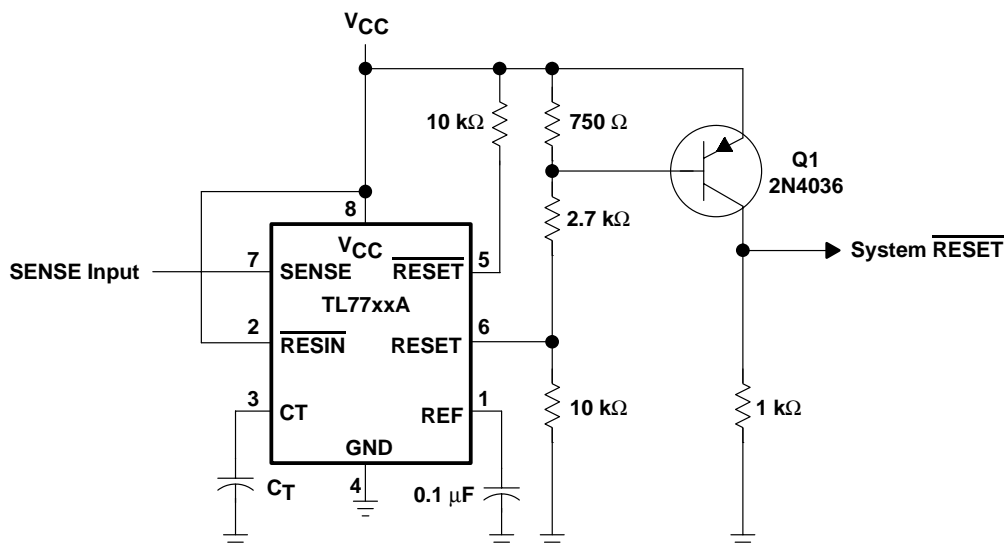 VCC
10 kΩ
750 Ω
Q1
2N4036
2.7 kΩ
8
VCC
SENSE Input
7
SENSE
RESET
5
System RESET
TL77xxA
2
RESIN
RESET
6
3
CT
REF
1
10 kΩ
1 kΩ
GND
4
CT
0.1 μF